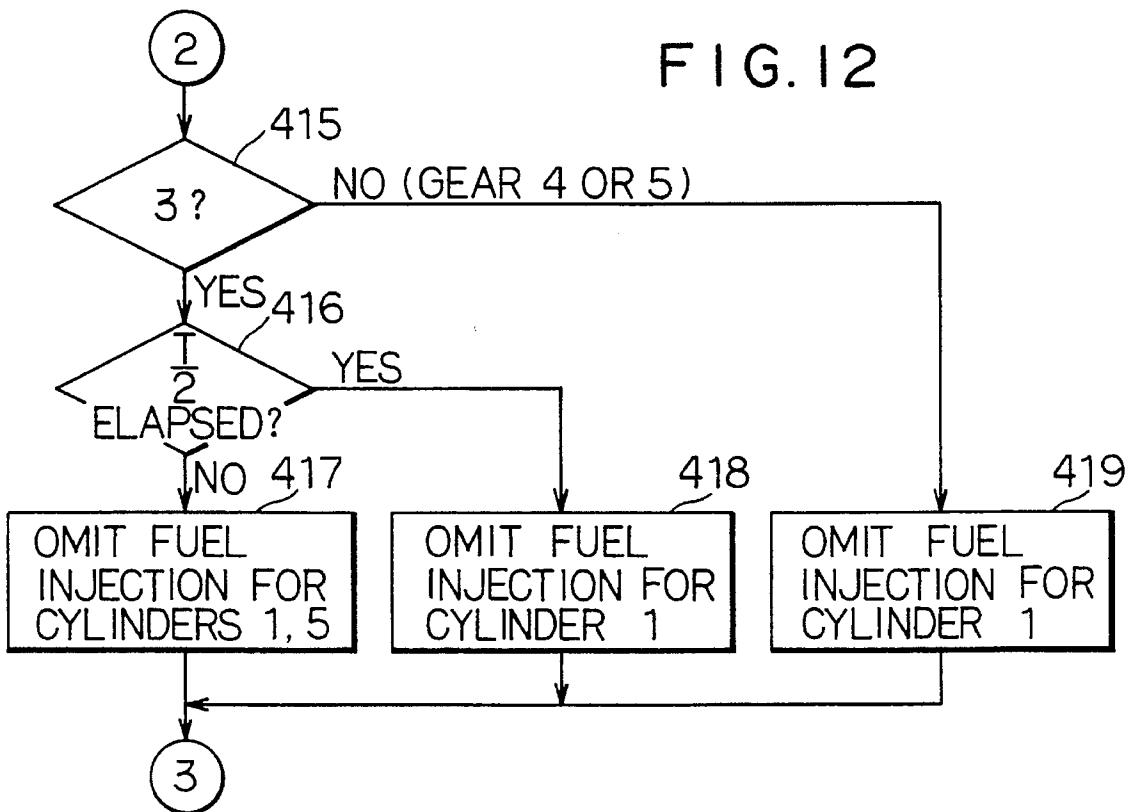 2
FIG. 12
415
3?
NO (GEAR 4 OR 5)
YES
416
T
2
ELAPSED?
YES
NO
417
OMIT FUEL
INJECTION FOR
CYLINDERS 1, 5
418
OMIT FUEL
INJECTION FOR
CYLINDER 1
419
OMIT FUEL
INJECTION FOR
CYLINDER 1
3